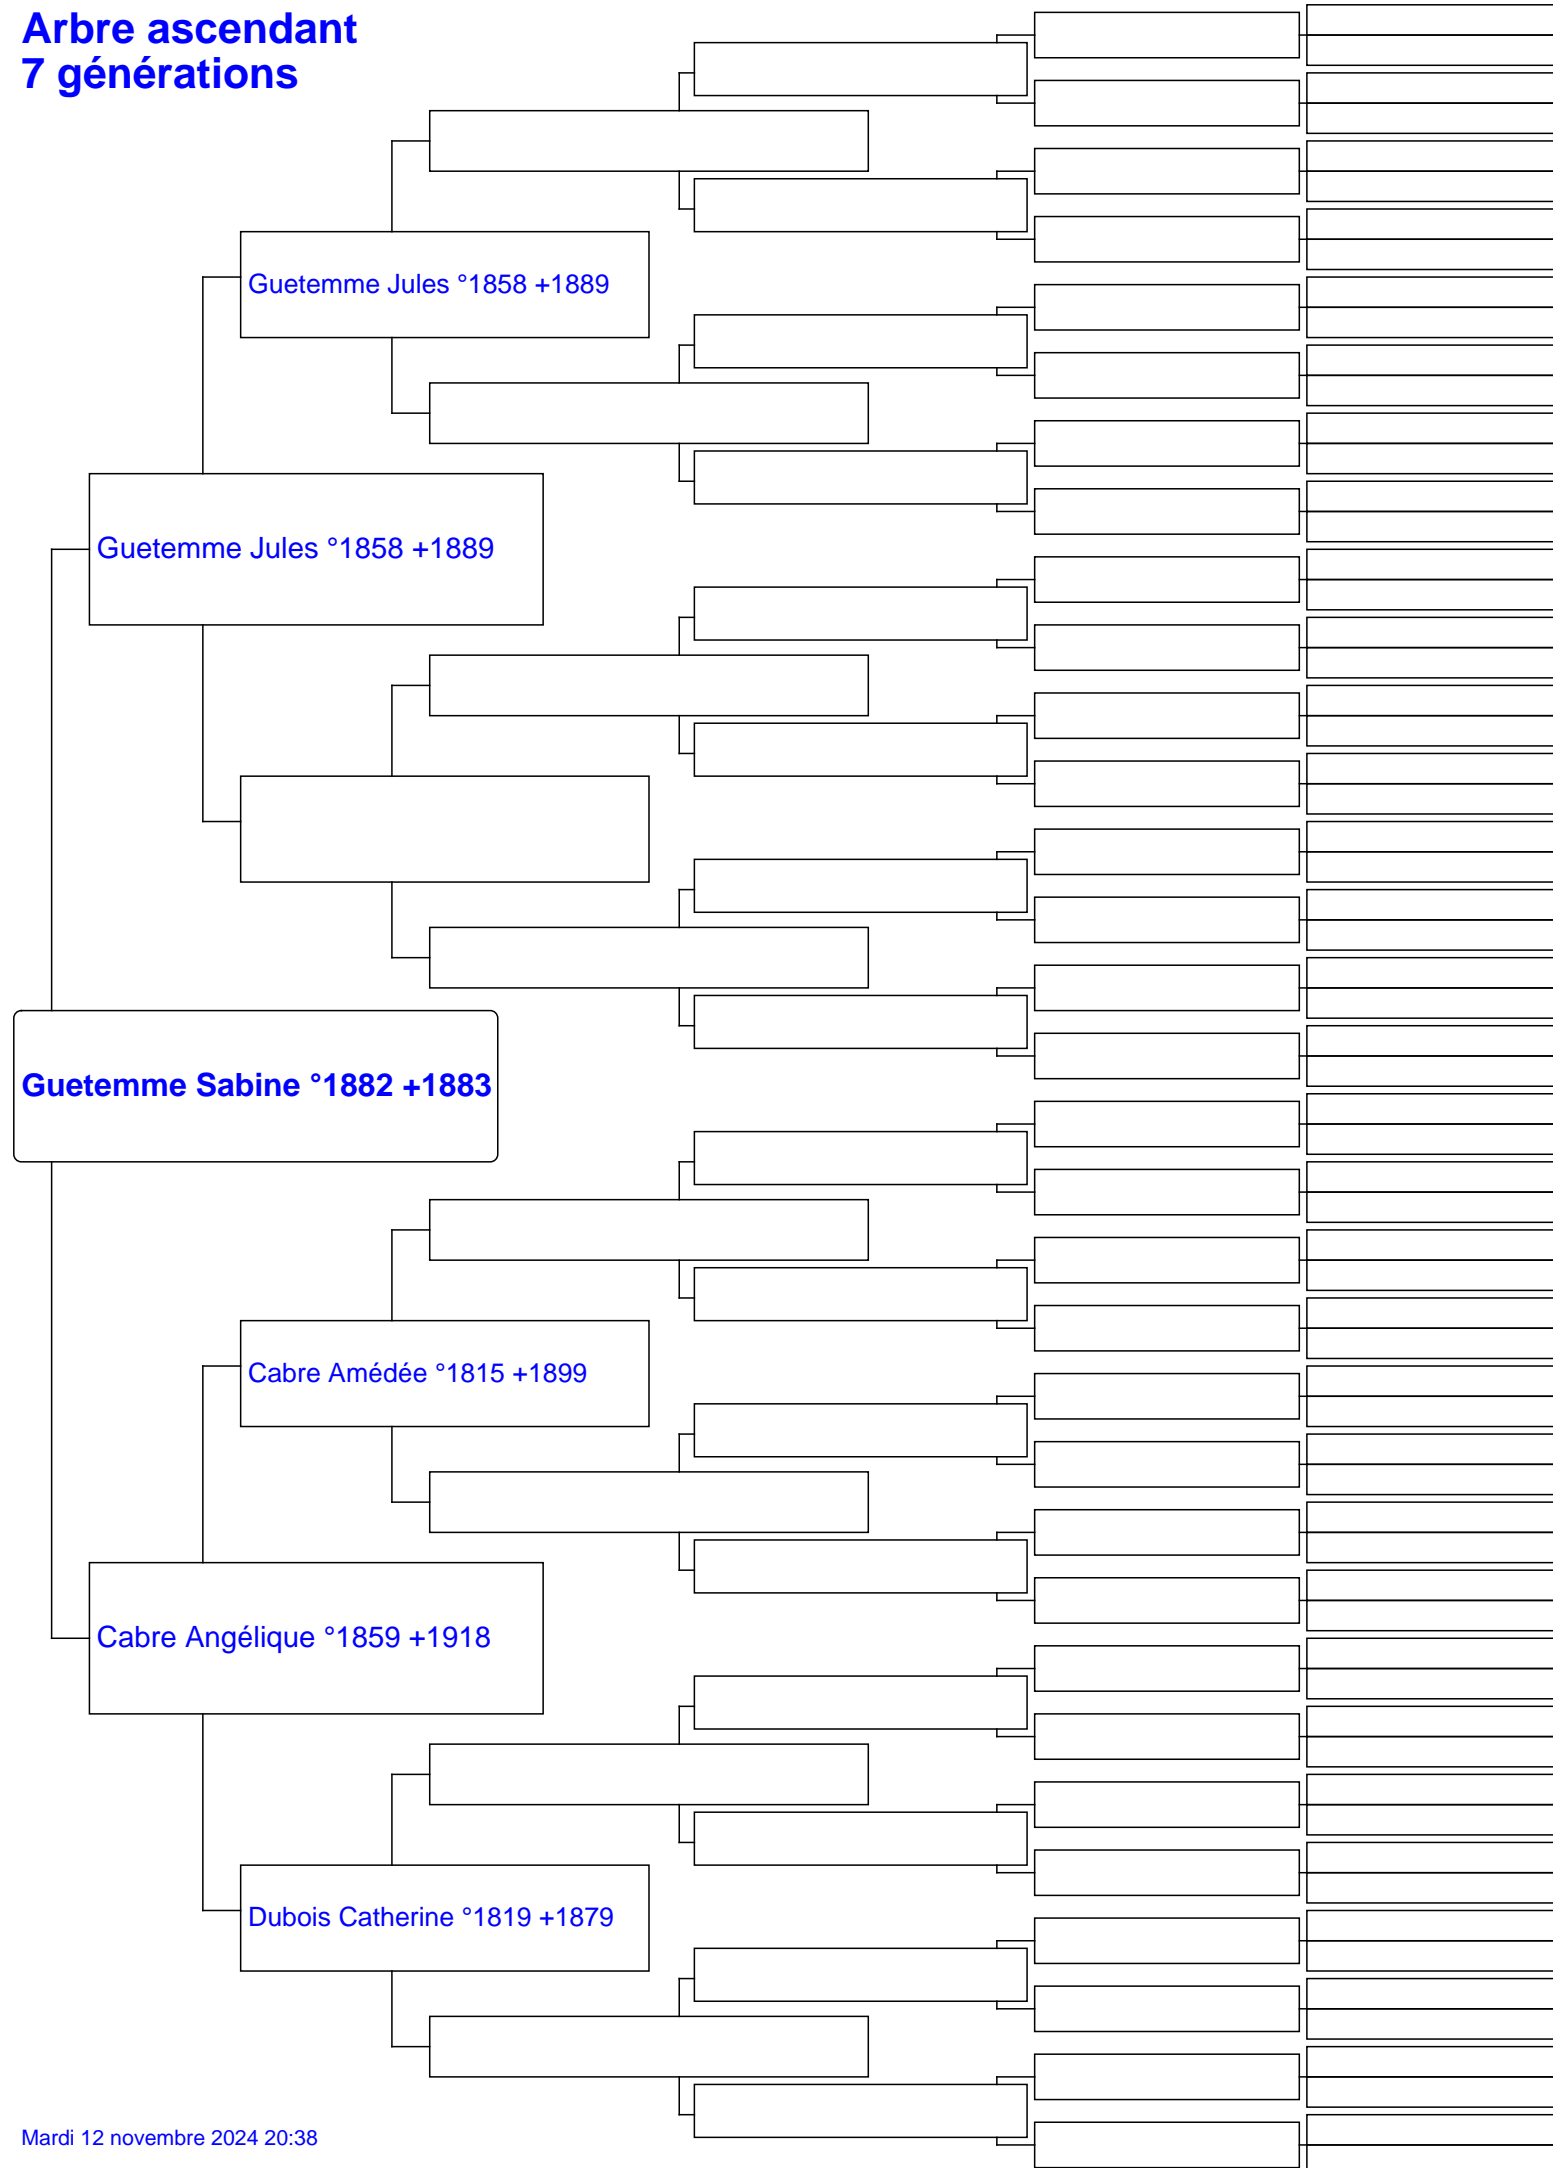 Arbre ascendant
7 générations
Guetemme Jules °1858 +1889
Guetemme Jules °1858 +1889
Guetemme Sabine °1882 +1883
Cabre Amédée °1815 +1899
Cabre Angélique °1859 +1918
Dubois Catherine °1819 +1879
Mardi 12 novembre 2024 20:38